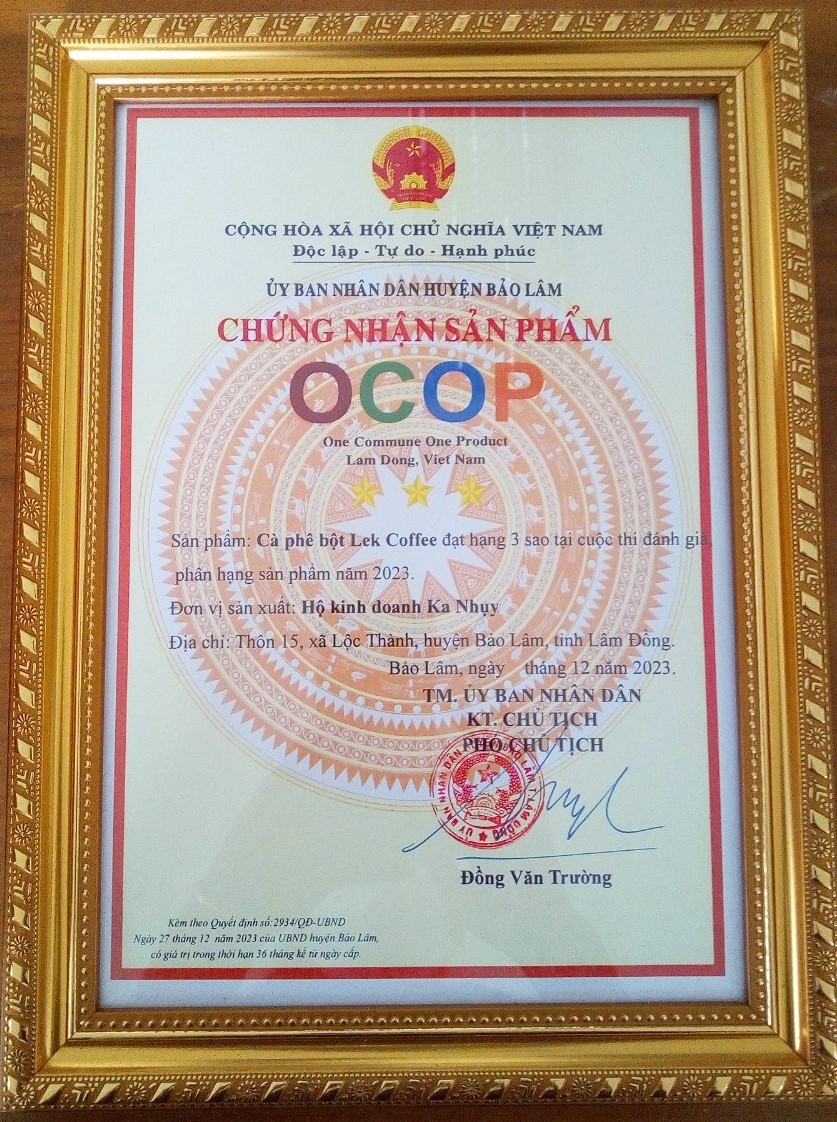 CỘNG HÒA XÃ HỘI CHỦ NGHĨA VIỆT NAM
Độc lập - Tự do - Hạnh phúc
ỦY BAN NHÂN DÂN HUYỆN BẢO LÂM
CHỨNG NHẬN SẢN PHẨM
OCOP
One Commune One Product
Lam Dong, Viet Nam
Sản phẩm: Cà phê bột Lek Coffee đạt hạng 3 sao tại cuộc thi đánh giá,
phân hạng sản phẩm năm 2023.
Đơn vị sản xuất: Hộ kinh doanh Ka Nhụy
Địa chỉ: Thôn 15, xã Lộc Thành, huyện Bảo Lâm, tỉnh Lâm Đồng.
Bảo Lâm, ngày tháng 12 năm 2023.
TM. ỦY BAN NHÂN DÂN
KT. CHỦ TỊCH
PHÓ CHỦ TỊCH
Đồng Văn Trường
Kèm theo Quyết định số:2934/QĐ-UBND
Ngày 27 tháng 12 năm 2023 của UBND huyện Bảo Lâm,
có giá trị trong thời hạn 36 tháng kể từ ngày cấp.